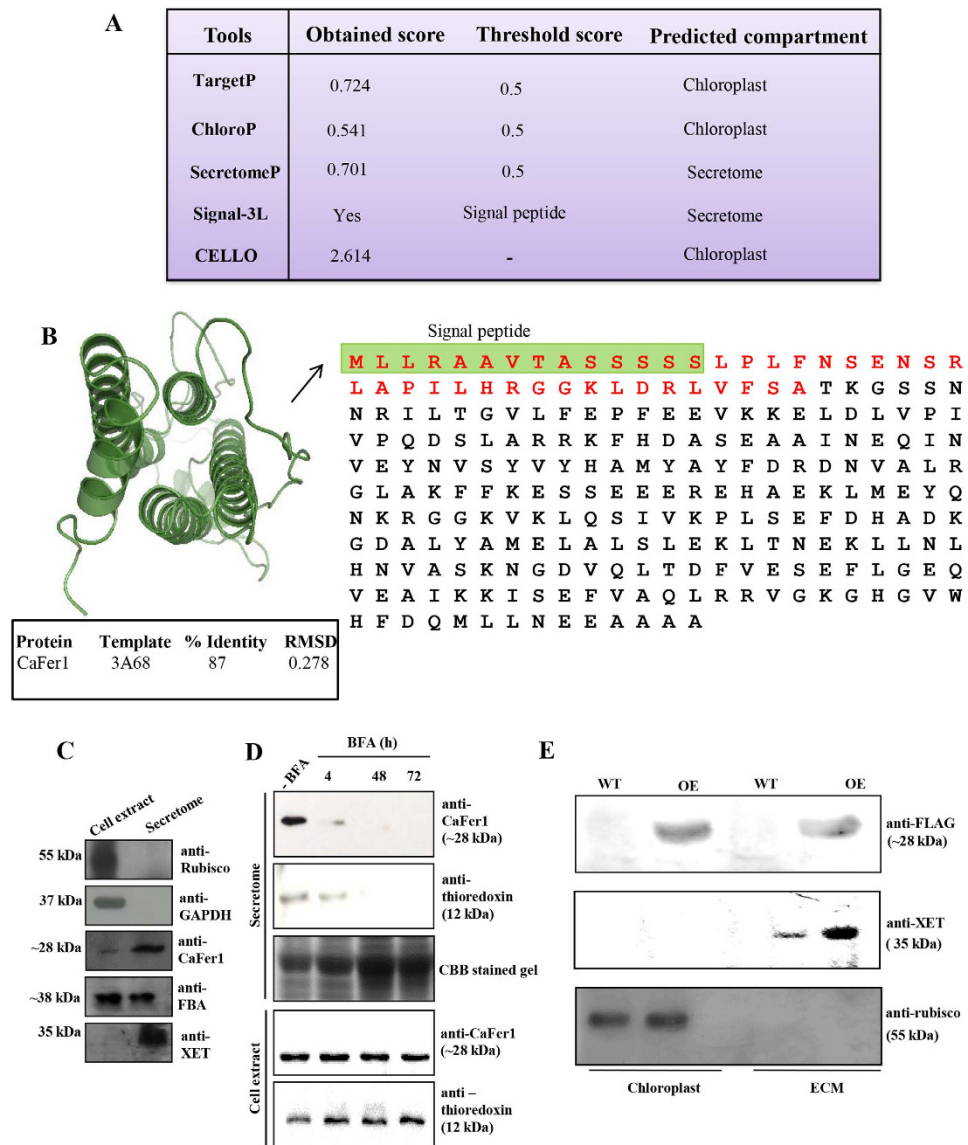 A
Tools Obtained score Threshold score Predicted compartment
TargetP 0.724 0.5 Chloroplast
ChloroP 0.541 0.5 Chloroplast
SecretomeP 0.701 0.5 Secretome
Signal-3L Yes Signal peptide Secretome
CELLO 2.614 - Chloroplast
B
Signal peptide
M L L R A A V T A S S S S S L P L F N S E N S R
L A P I L H R G G K L D R L V F S A T K G S S N
N R I L T G V L F E P F E E V K K E L D L V P I
V P Q D S L A R R K F H D A S E A A I N E Q I N
V E Y N V S Y V Y H A M Y A Y F D R D N V A L R
G L A K F F K E S S E E E R E H A E K L M E Y Q
N K R G G K V K L Q S I V K P L S E F D H A D K
G D A L Y A M E L A L S L E K L T N E K L L N L
H N V A S K N G D V Q L T D F V E S E F L G E Q
V E A I K K I S E F V A Q L R R V G K G H G V W
H F D Q M L L N E E A A A A
Protein Template % Identity RMSD
CaFer1 3A68 87 0.278
C
Cell extract Secretome
55 kDa anti-
Rubisco
37 kDa anti-
GAPDH
~28 kDa anti-
CaFer1
~38 kDa anti-
FBA
35 kDa anti-
XET
D
BFA (h)
- BFA 4 48 72
Secretome
anti-
CaFer1
(~28 kDa)
anti-
thioredoxin
(12 kDa)
CBB stained gel
Cell extract
anti-CaFer1
(~28 kDa)
anti –
thioredoxin
(12 kDa)
E
WT OE WT OE
anti-FLAG
(~28 kDa)
anti-XET
( 35 kDa)
anti-rubisco
(55 kDa)
Chloroplast ECM